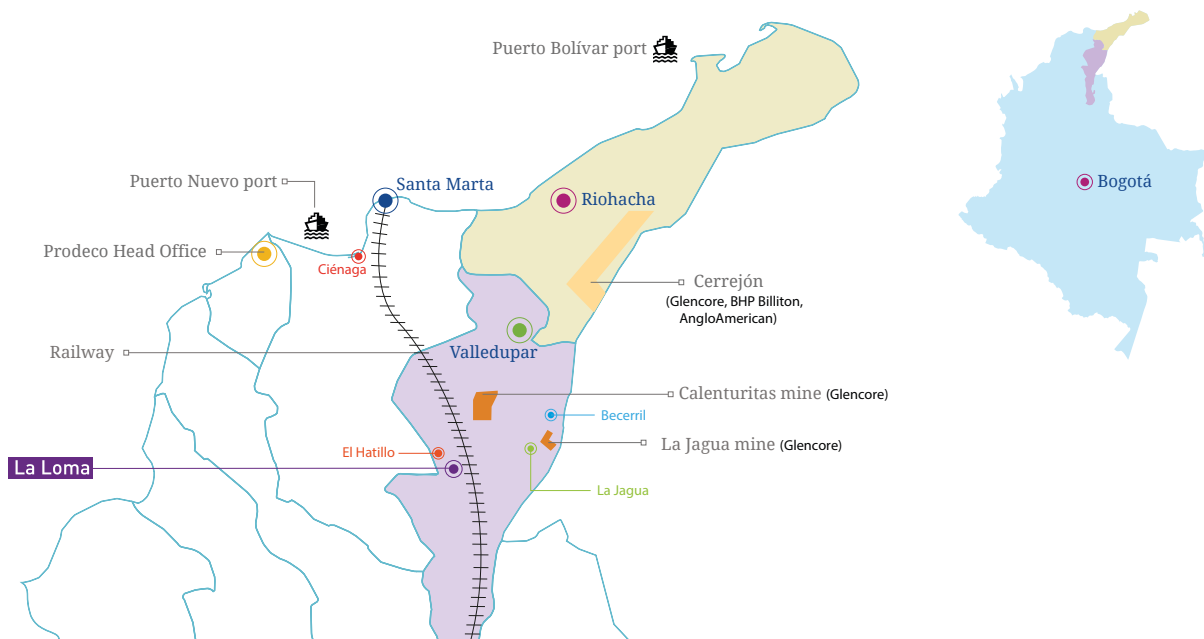 Puerto Bolívar port
Puerto Nuevo port
Santa Marta
Riohacha
Bogotá
Prodeco Head Office
Ciénaga
Cerrejón
(Glencore, BHP Billiton,
AngloAmerican)
Railway
Valledupar
Calenturitas mine (Glencore)
Becerril
La Jagua mine (Glencore)
El Hatillo
La Loma
La Jagua